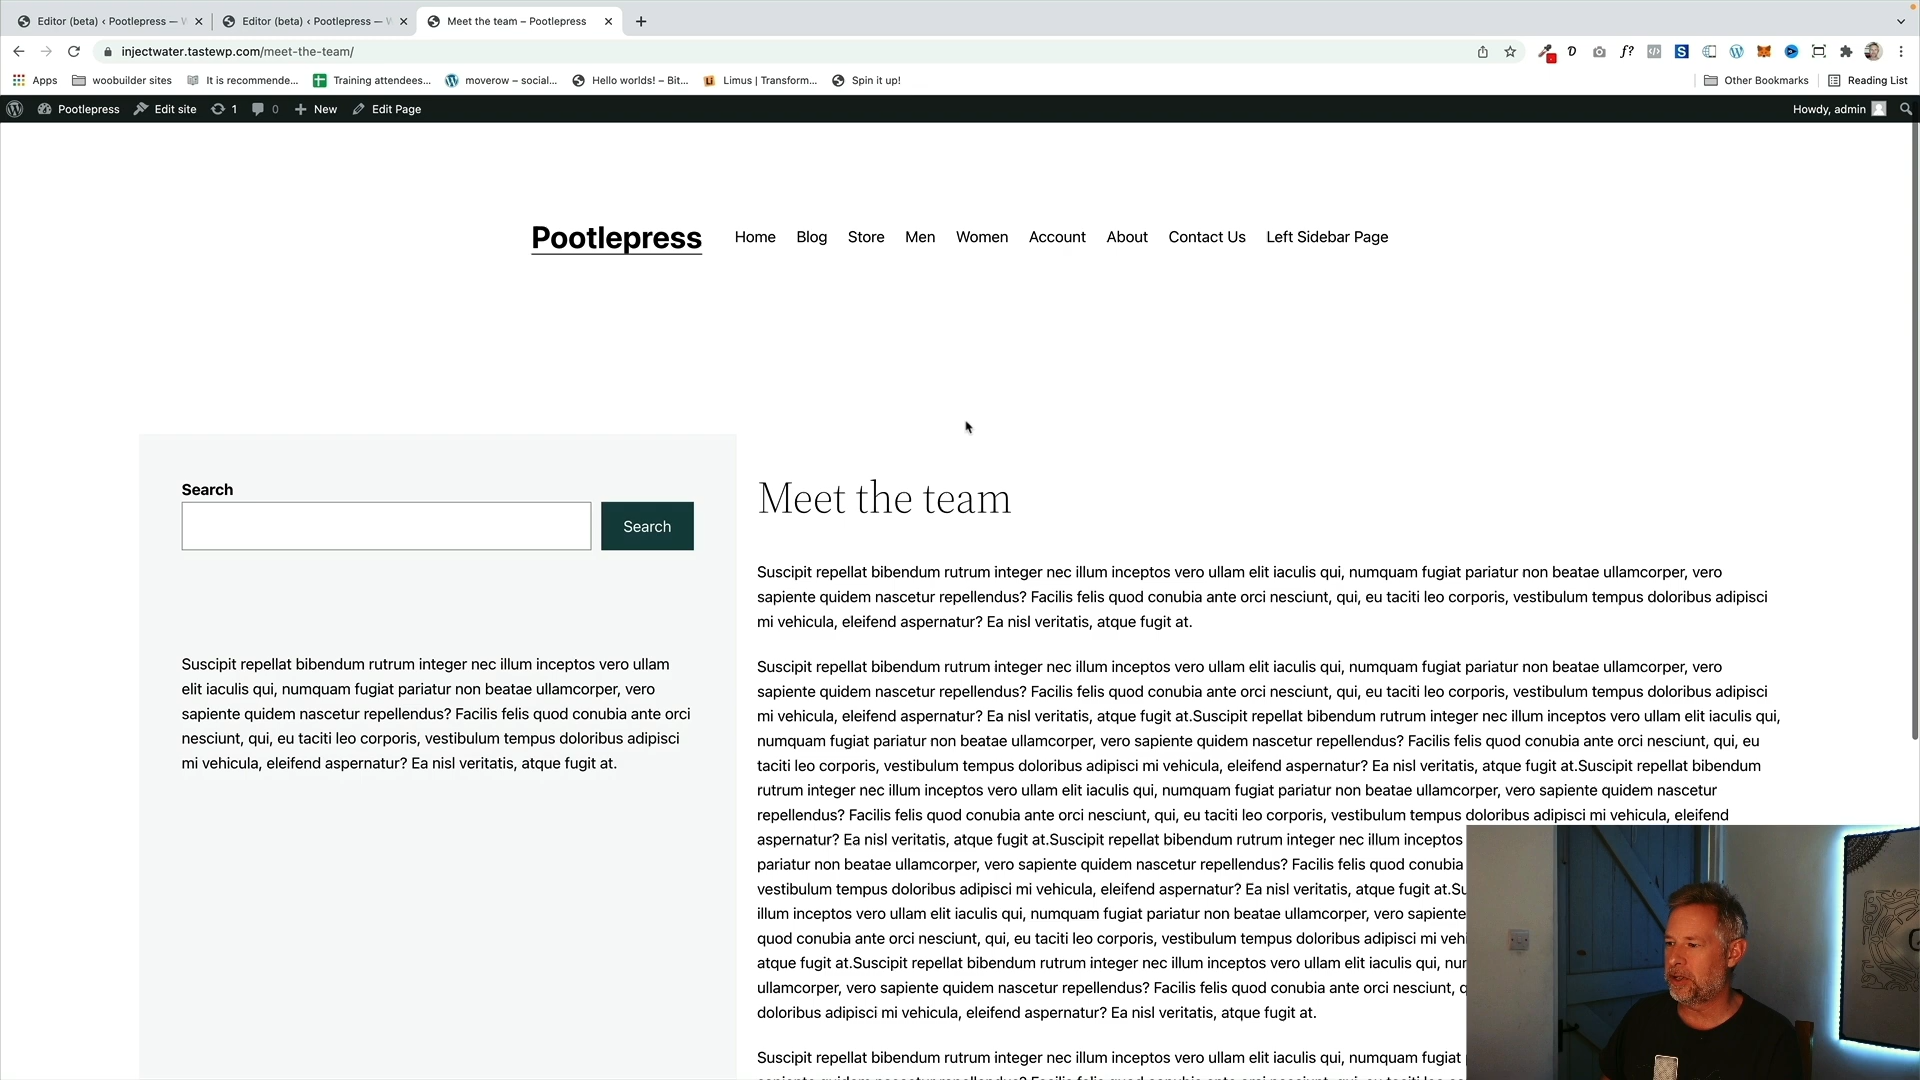 Editor (beta) ‹ Pootlepress —
Editor (beta) ‹ Pootlepress —
Meet the team – Pootlepress
injectwater.tastewp.com/meet-the-team/
Apps
woobuilder sites
It is recommende...
Training attendees...
moverow – social...
Hello worlds! – Bit...
Limus | Transform...
Spin it up!
Other Bookmarks
Reading List
Pootlepress
Edit site
1
0
New
Edit Page
Howdy, admin
Pootlepress
Home
Blog
Store
Men
Women
Account
About
Contact Us
Left Sidebar Page
Search
Search
Suscipit repellat bibendum rutrum integer nec illum inceptos vero ullam
elit iaculis qui, numquam fugiat pariatur non beatae ullamcorper, vero
sapiente quidem nascetur repellendus? Facilis felis quod conubia ante orci
nesciunt, qui, eu taciti leo corporis, vestibulum tempus doloribus adipisci
mi vehicula, eleifend aspernatur? Ea nisl veritatis, atque fugit at.
Meet the team
Suscipit repellat bibendum rutrum integer nec illum inceptos vero ullam elit iaculis qui, numquam fugiat pariatur non beatae ullamcorper, vero
sapiente quidem nascetur repellendus? Facilis felis quod conubia ante orci nesciunt, qui, eu taciti leo corporis, vestibulum tempus doloribus adipisci
mi vehicula, eleifend aspernatur? Ea nisl veritatis, atque fugit at.
Suscipit repellat bibendum rutrum integer nec illum inceptos vero ullam elit iaculis qui, numquam fugiat pariatur non beatae ullamcorper, vero
sapiente quidem nascetur repellendus? Facilis felis quod conubia ante orci nesciunt, qui, eu taciti leo corporis, vestibulum tempus doloribus adipisci
mi vehicula, eleifend aspernatur? Ea nisl veritatis, atque fugit at.Suscipit repellat bibendum rutrum integer nec illum inceptos vero ullam elit iaculis qui,
numquam fugiat pariatur non beatae ullamcorper, vero sapiente quidem nascetur repellendus? Facilis felis quod conubia ante orci nesciunt, qui, eu
taciti leo corporis, vestibulum tempus doloribus adipisci mi vehicula, eleifend aspernatur? Ea nisl veritatis, atque fugit at.Suscipit repellat bibendum
rutrum integer nec illum inceptos vero ullam elit iaculis qui, numquam fugiat pariatur non beatae ullamcorper, vero sapiente quidem nascetur
repellendus? Facilis felis quod conubia ante orci nesciunt, qui, eu taciti leo corporis, vestibulum tempus doloribus adipisci mi vehicula, eleifend
aspernatur? Ea nisl veritatis, atque fugit at.Suscipit repellat bibendum rutrum integer nec illum inceptos
pariatur non beatae ullamcorper, vero sapiente quidem nascetur repellendus? Facilis felis quod conubia
vestibulum tempus doloribus adipisci mi vehicula, eleifend aspernatur? Ea nisl veritatis, atque fugit at.Su
illum inceptos vero ullam elit iaculis qui, numquam fugiat pariatur non beatae ullamcorper, vero sapiente
quod conubia ante orci nesciunt, qui, eu taciti leo corporis, vestibulum tempus doloribus adipisci mi veh
atque fugit at.Suscipit repellat bibendum rutrum integer nec illum inceptos vero ullam elit iaculis qui, nu
ullamcorper, vero sapiente quidem nascetur repellendus? Facilis felis quod conubia ante orci nesciunt, q
doloribus adipisci mi vehicula, eleifend aspernatur? Ea nisl veritatis, atque fugit at.
Suscipit repellat bibendum rutrum integer nec illum inceptos vero ullam elit iaculis qui, numquam fugiat